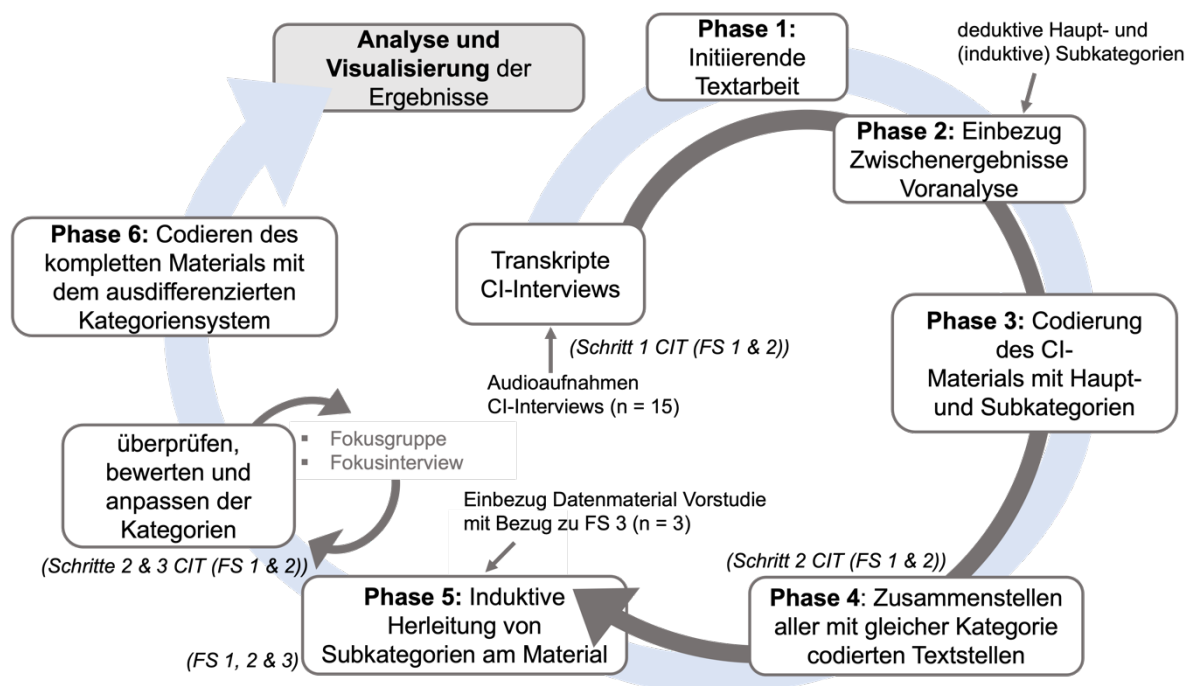 Analyse und
Visualisierung der
Ergebnisse
Phase 1:
Initiierende
Textarbeit
deduktive Haupt- und
(induktive) Subkategorien
Phase 2: Einbezug
Zwischenergebnisse
Voranalyse
Phase 3: Codierung
des CI-
Materials mit Haupt-
und Subkategorien
(Schritt 2 CIT (FS 1 & 2))
Phase 4: Zusammenstellen
aller mit gleicher Kategorie
codierten Textstellen
Einbezug Datenmaterial Vorstudie
mit Bezug zu FS 3 (n = 3)
Phase 5: Induktive
Herleitung von
Subkategorien am Material
(FS 1, 2 & 3)
überprüfen,
bewerten und
anpassen der
Kategorien
▪ Fokusgruppe
▪ Fokusinterview
(Schritte 2 & 3 CIT (FS 1 & 2))
Phase 6: Codieren des
kompletten Materials mit
dem ausdifferenzierten
Kategoriensystem
Transkripte
CI-Interviews
(Schritt 1 CIT (FS 1 & 2))
Audioaufnahmen
CI-Interviews (n = 15)